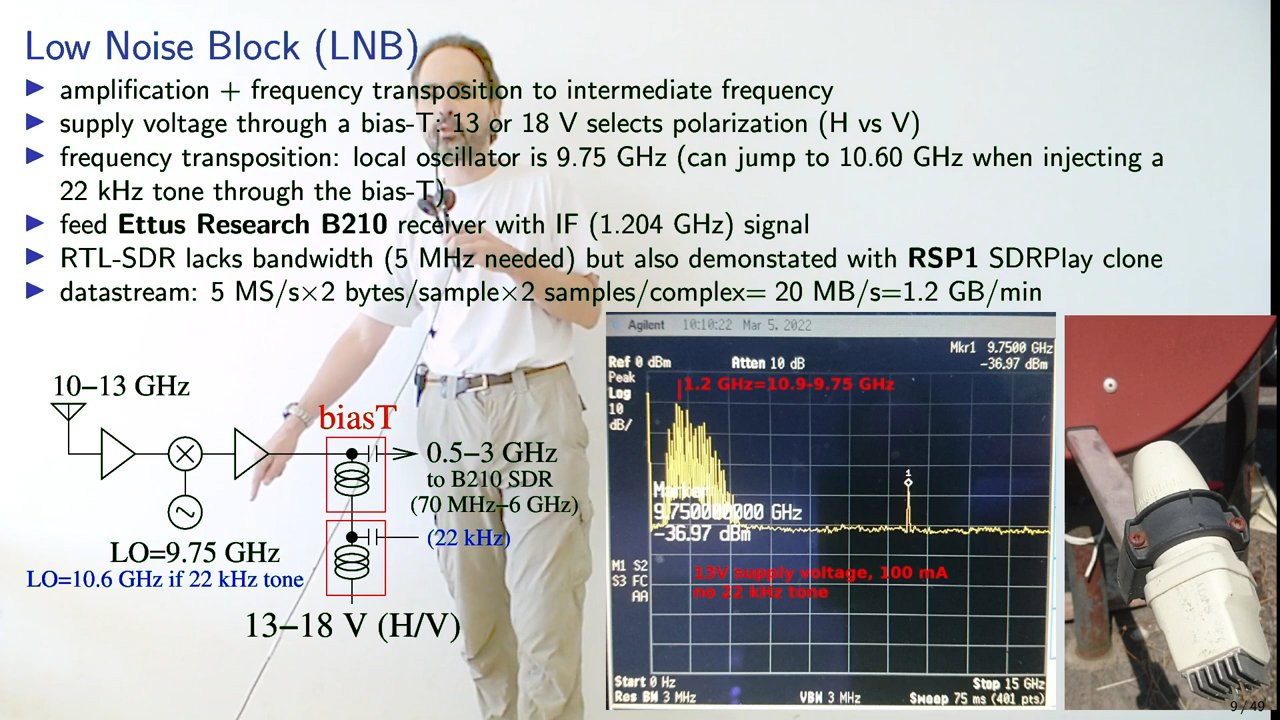 Low Noise Block (LNB)
amplification + frequency transposition to intermediate frequency
supply voltage through a bias-T: 13 or 18 V selects polarization (H vs V)
frequency transposition: local oscillator is 9.75 GHz (can jump to 10.60 GHz when injecting a
22 kHz tone through the bias-T)
feed Ettus Research B210 receiver with IF (1.204 GHz) signal
RTL-SDR lacks bandwidth (5 MHz needed) but also demonstated with RSP1 SDRPlay clone
datastream: 5 MS/s×2 bytes/sample×2 samples/complex= 20 MB/s=1.2 GB/min
10–13 GHz
biasT
0.5–3 GHz
to B210 SDR
(70 MHz–6 GHz)
(22 kHz)
LO=9.75 GHz
LO=10.6 GHz if 22 kHz tone
13–18 V (H/V)
Agilent 10:10:22 Mar 5, 2022
Mkr1 9.7500 GHz
Ref 0 dBm Atten 10 dB -36.97 dBm
Peak
Log
10
dB/
1.2 GHz=10.9-9.75 GHz
1
Marker
9.750000000 GHz
-36.97 dBm
M1 S2
S3 FC
AA
13V supply voltage, 100 mA
no 22 kHz tone
Start 0 Hz Stop 15 GHz
Res BW 3 MHz VBW 3 MHz Sweep 75 ms (401 pts)
9 / 49